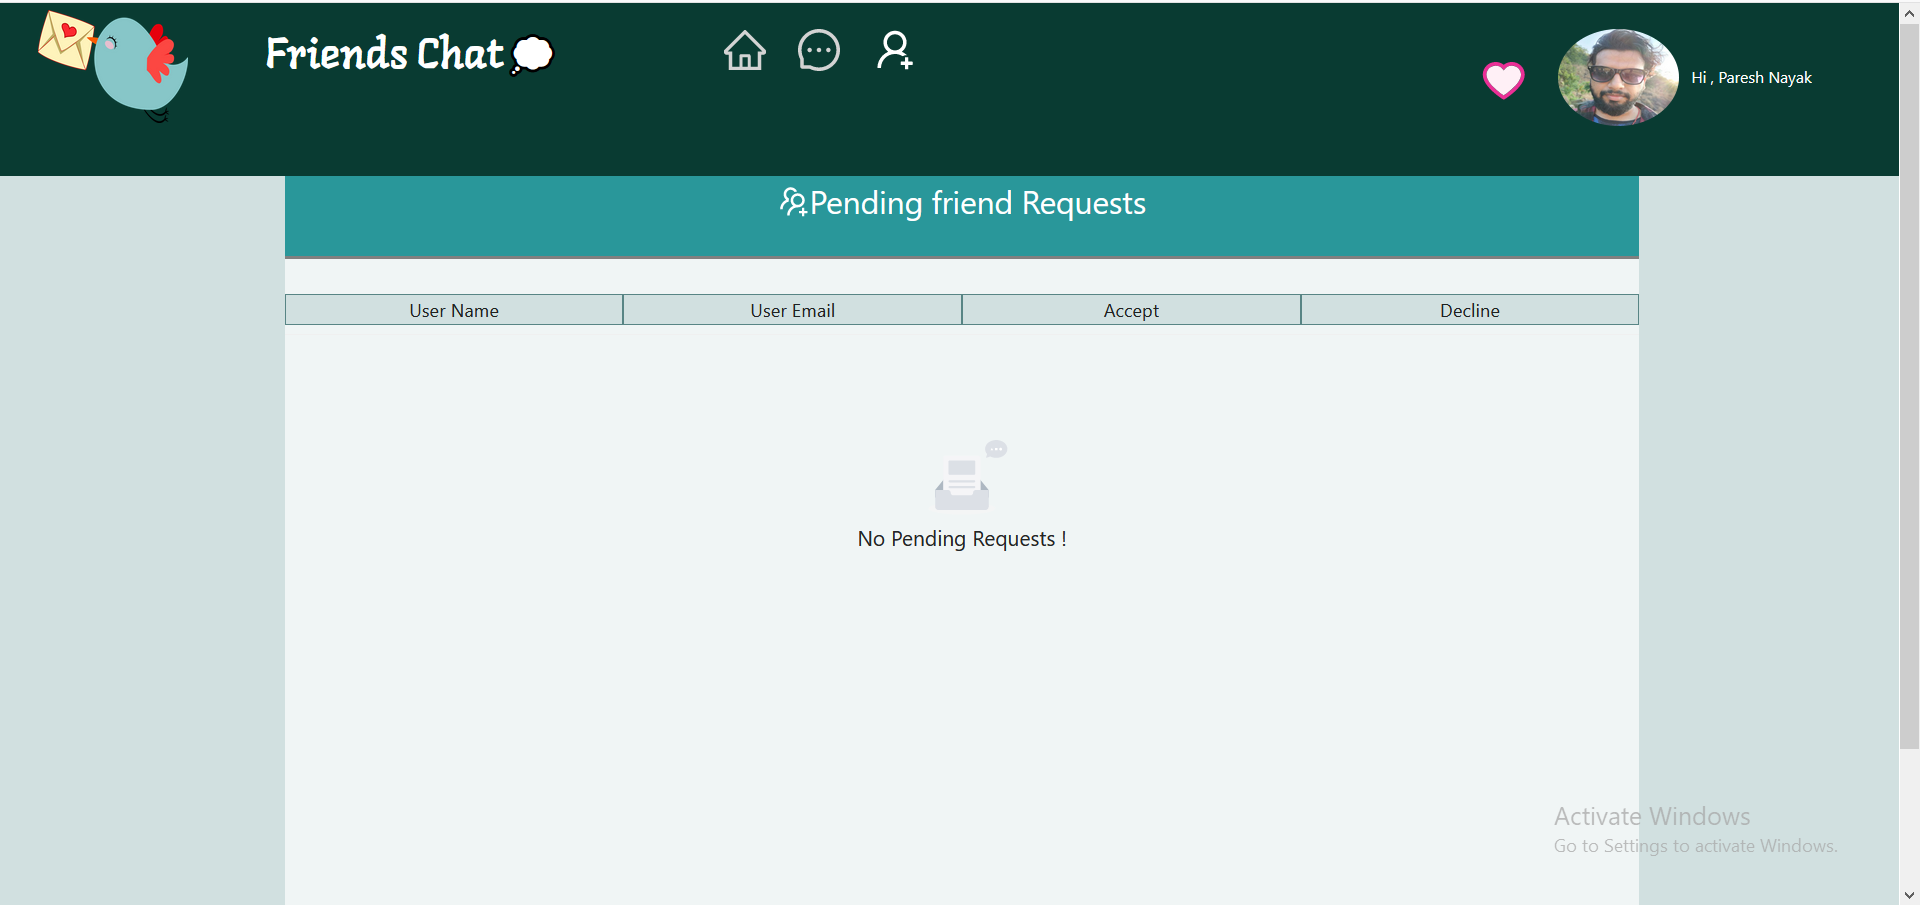 Friends Chat
Hi , Paresh Nayak
Pending friend Requests
User Name
User Email
Accept
Decline
No Pending Requests !
Activate Windows
Go to Settings to activate Windows.